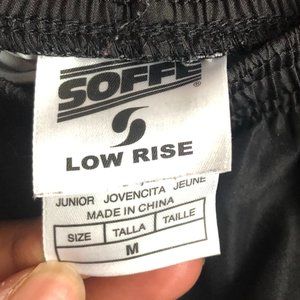 SOFFE
®
LOW RISE
JUNIOR JOVENCITA JEUNE
MADE IN CHINA
SIZE TALLA TAILLE
M